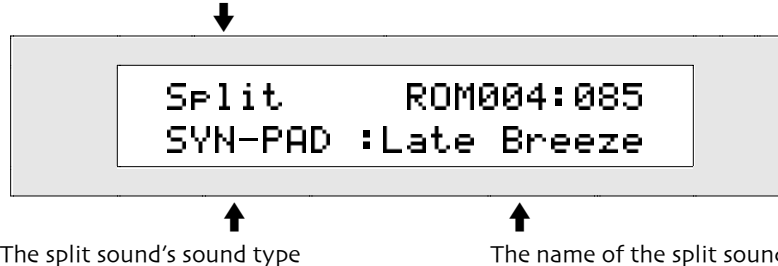 Split ROM004:085
SYN-PAD :Late Breeze
The split sound’s sound type
The name of the split sound